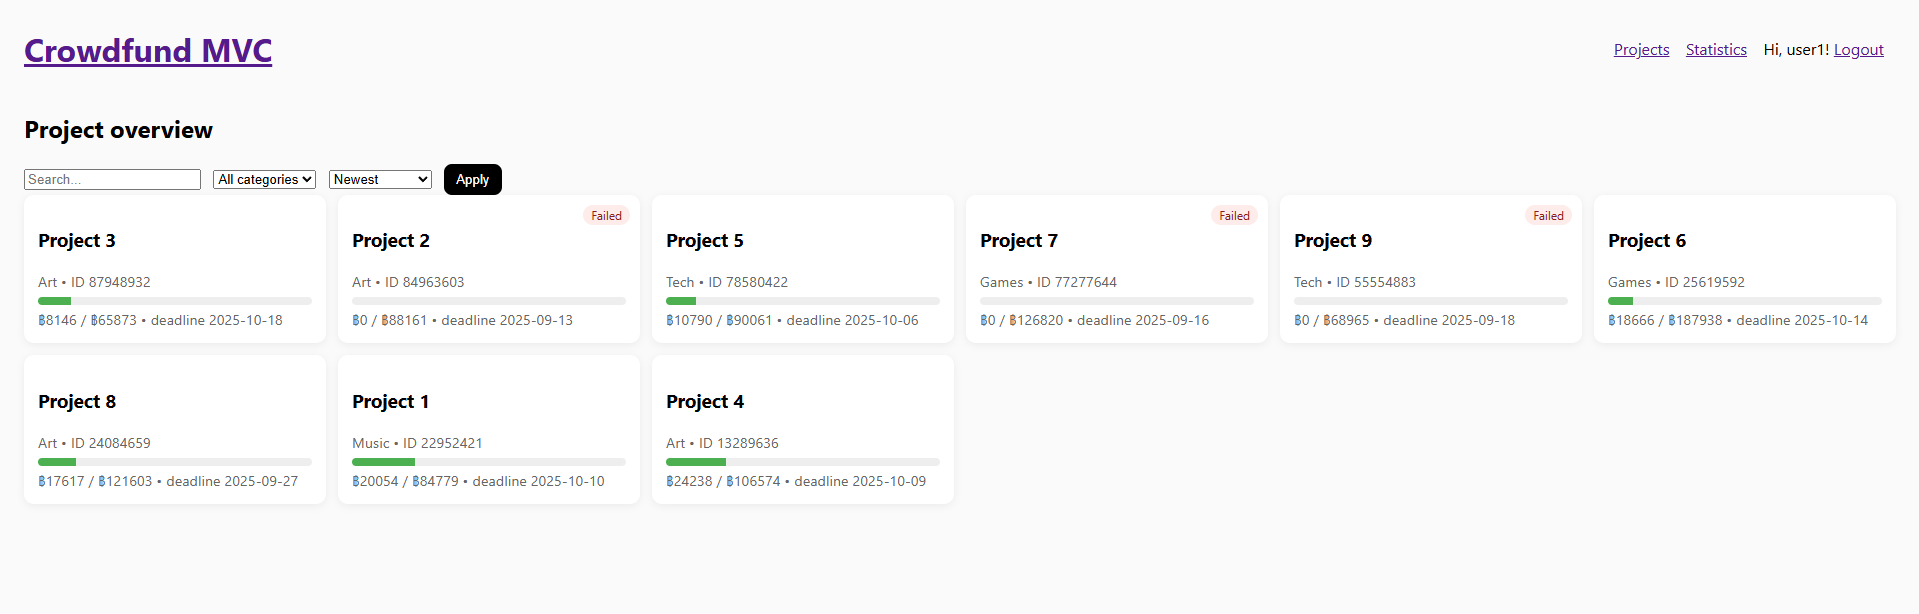 Crowdfund MVC
Projects Statistics Hi, user1! Logout
Project overview
Search... All categories Newest Apply
Project 3
Art • ID 87948932
฿8146 / ฿65873 • deadline 2025-10-18
Failed
Project 2
Art • ID 84963603
฿0 / ฿88161 • deadline 2025-09-13
Project 5
Tech • ID 78580422
฿10790 / ฿90061 • deadline 2025-10-06
Failed
Project 7
Games • ID 77277644
฿0 / ฿126820 • deadline 2025-09-16
Failed
Project 9
Tech • ID 55554883
฿0 / ฿68965 • deadline 2025-09-18
Project 6
Games • ID 25619592
฿18666 / ฿187938 • deadline 2025-10-14
Project 8
Art • ID 24084659
฿17617 / ฿121603 • deadline 2025-09-27
Project 1
Music • ID 22952421
฿20054 / ฿84779 • deadline 2025-10-10
Project 4
Art • ID 13289636
฿24238 / ฿106574 • deadline 2025-10-09